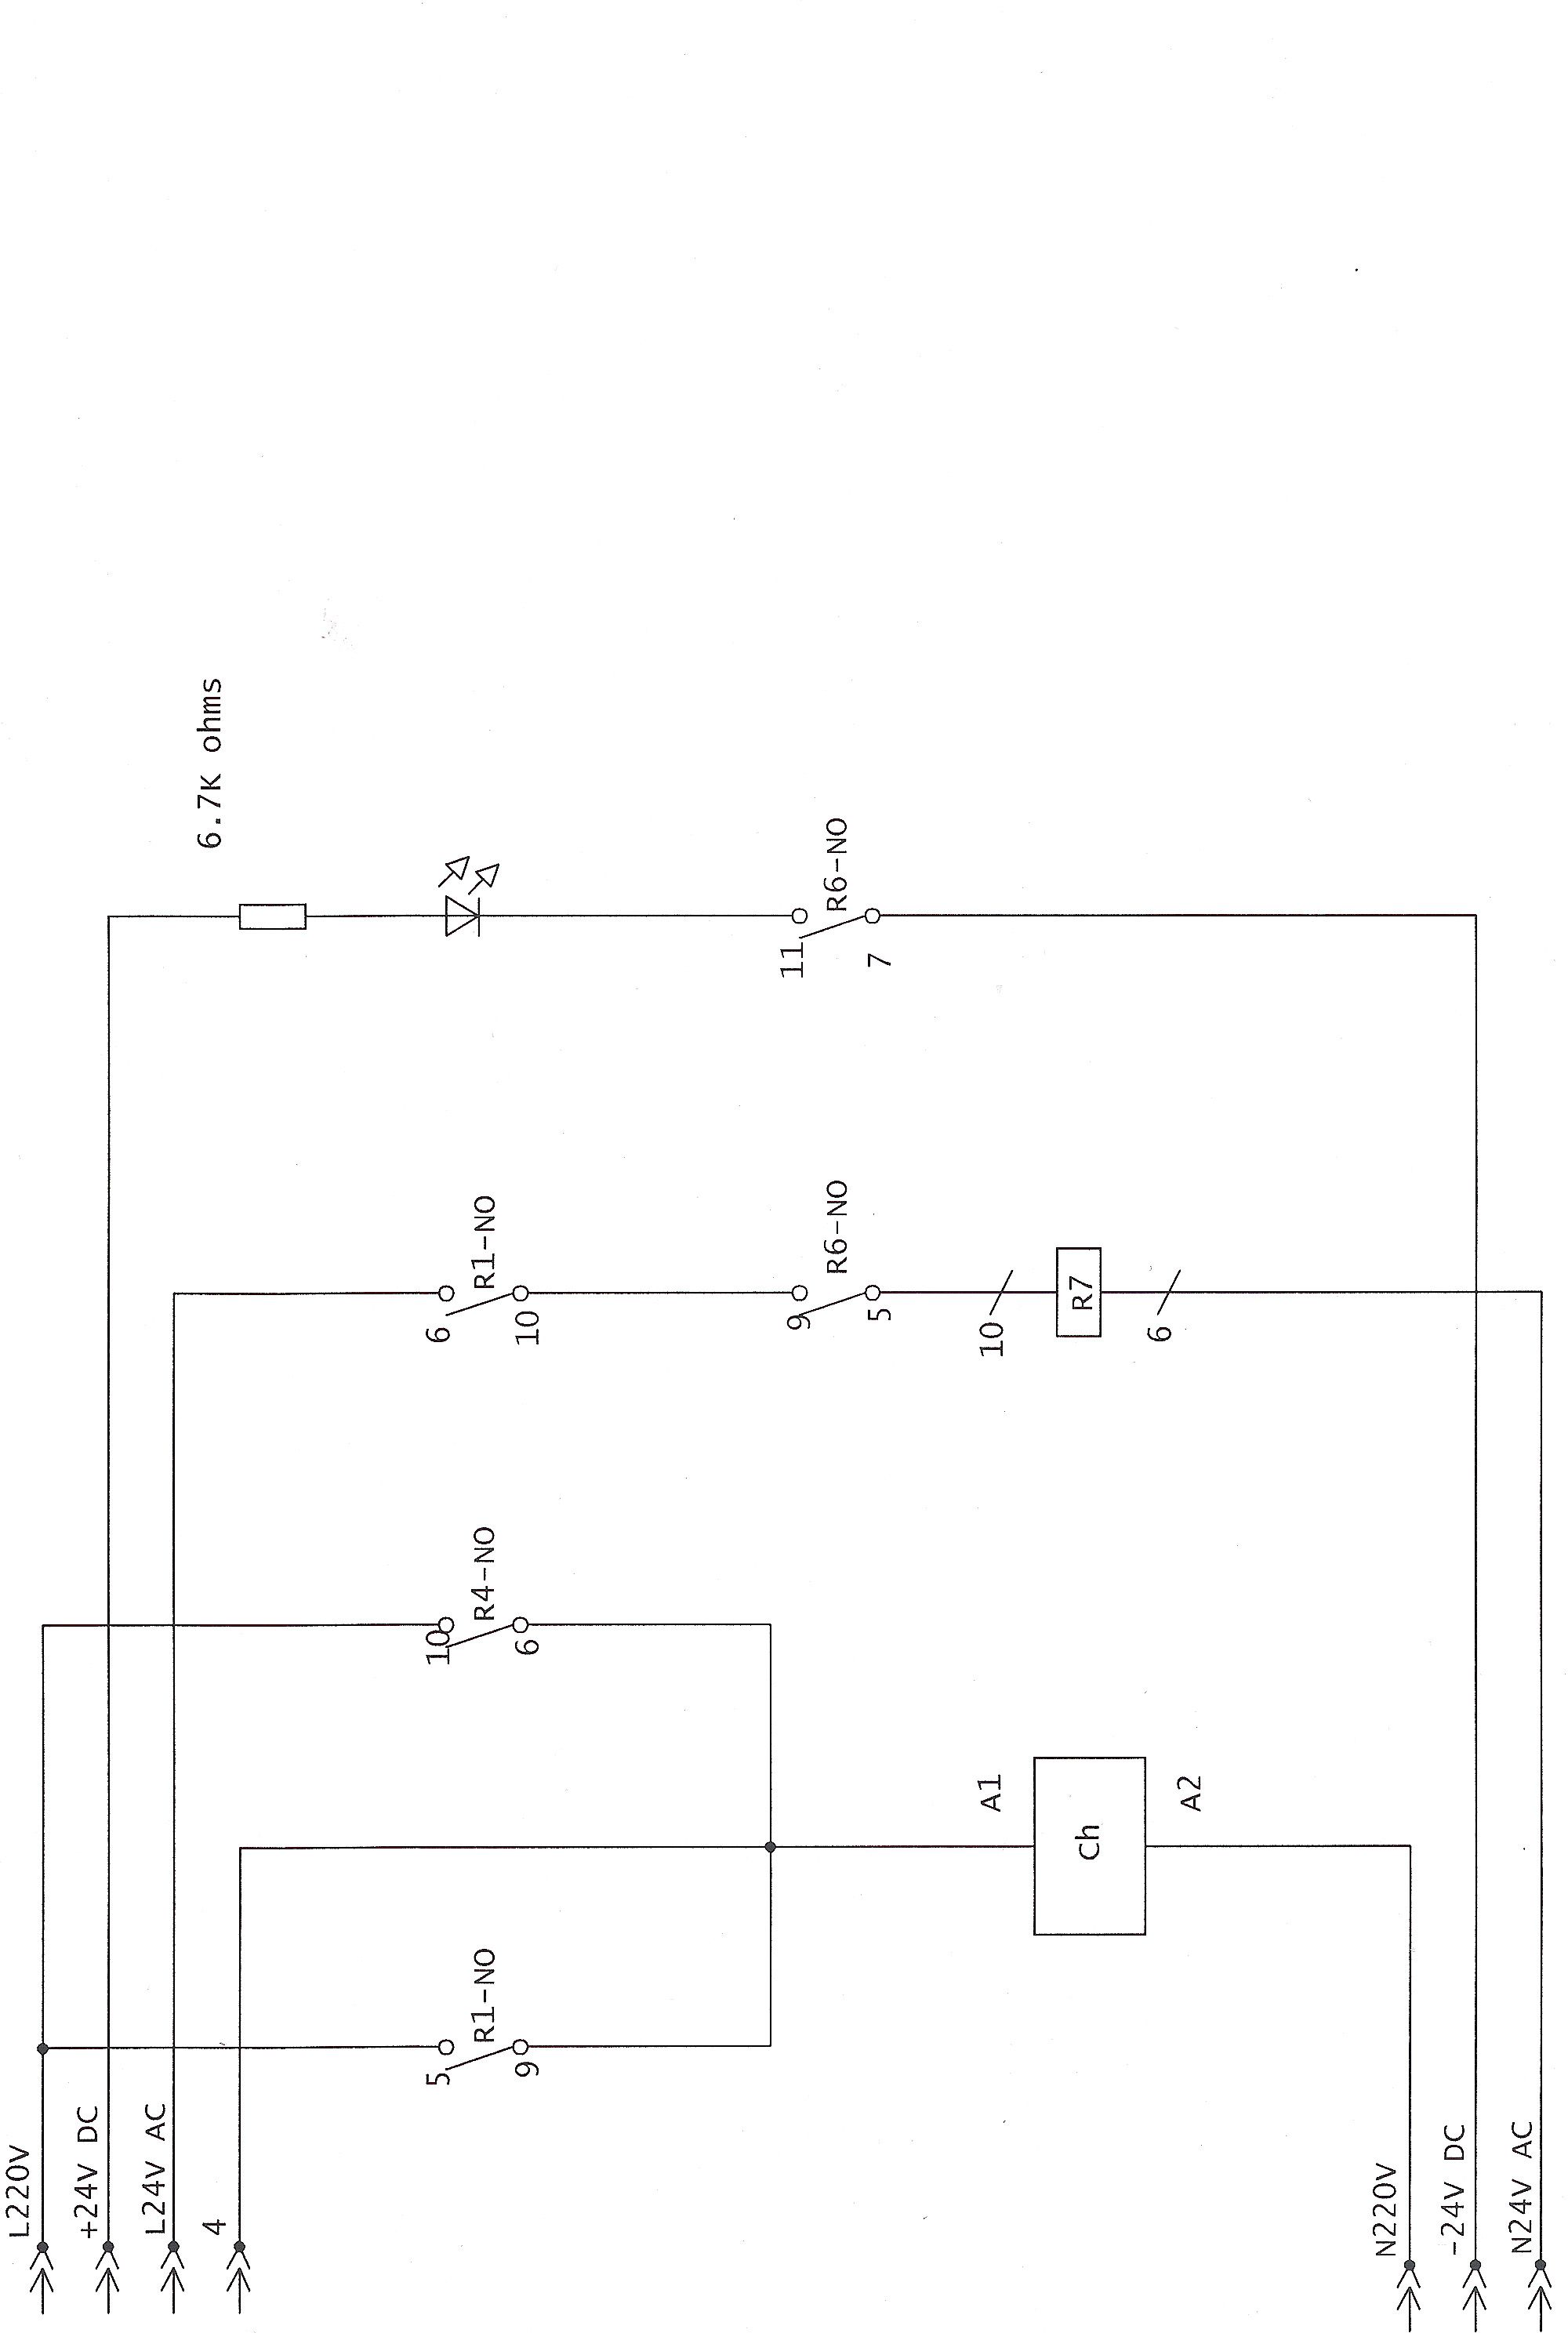 L220V
+24V DC
L24V AC
4
5
R1-NO
9
10
R4-NO
6
6
R1-NO
10
6.7K ohms
9
R6-NO
5
11
R6-NO
7
10
R7
6
A1
Ch
A2
N220V
-24V DC
N24V AC